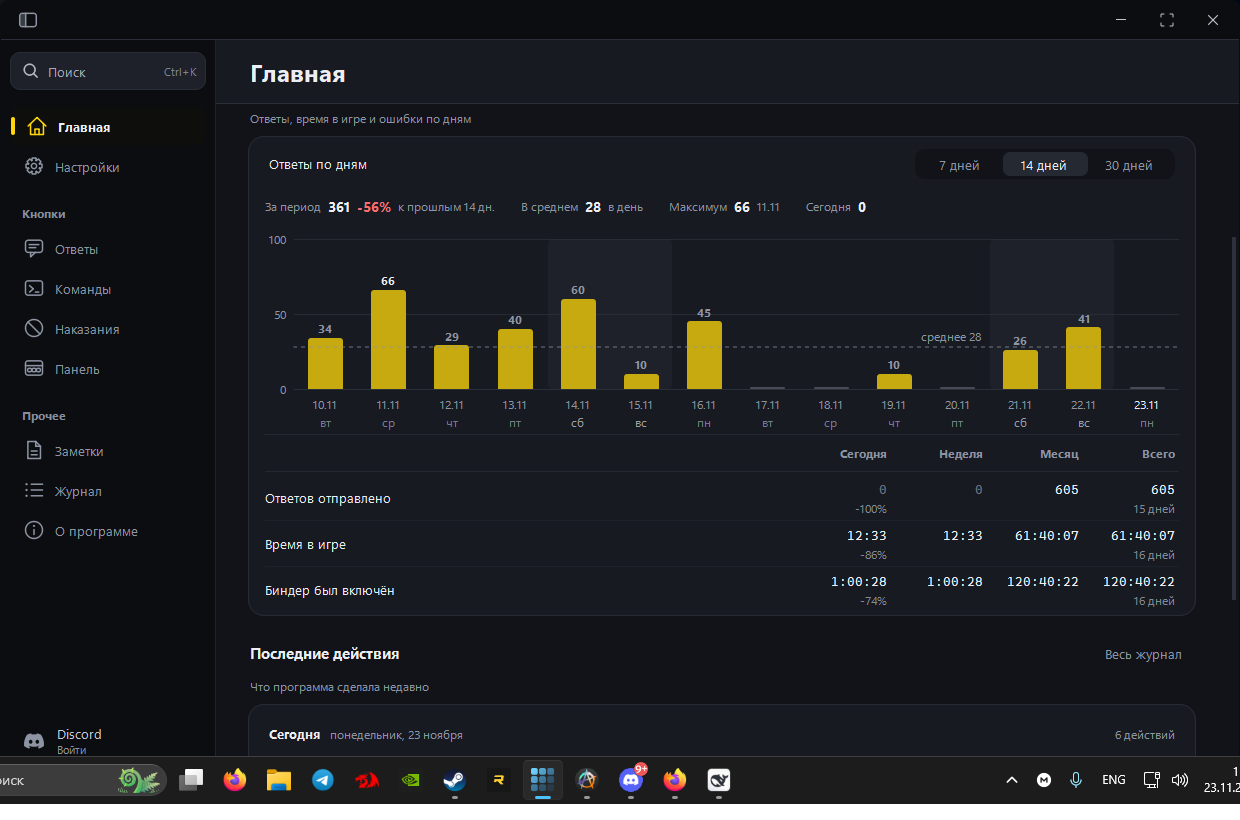 Поиск Ctrl+K
Главная
Настройки
Кнопки
Ответы
Команды
Наказания
Панель
Прочее
Заметки
Журнал
О программе
Discord
Войти
Главная
Ответы, время в игре и ошибки по дням
Ответы по дням
7 дней 14 дней 30 дней
За период 361 -56% к прошлым 14 дн. В среднем 28 в день Максимум 66 11.11 Сегодня 0
100
50
0
34 66 29 40 60 10 45 10 26 41
среднее 28
10.11 11.11 12.11 13.11 14.11 15.11 16.11 17.11 18.11 19.11 20.11 21.11 22.11 23.11
вт ср чт пт сб вс пн вт ср чт пт сб вс пн
Сегодня Неделя Месяц Всего
Ответов отправлено 0 0 605 605
-100% 15 дней
Время в игре 12:33 12:33 61:40:07 61:40:07
-86% 16 дней
Биндер был включён 1:00:28 1:00:28 120:40:22 120:40:22
-74% 16 дней
Последние действия Весь журнал
Что программа сделала недавно
Сегодня понедельник, 23 ноября 6 действий
9+
ENG
23.11.2